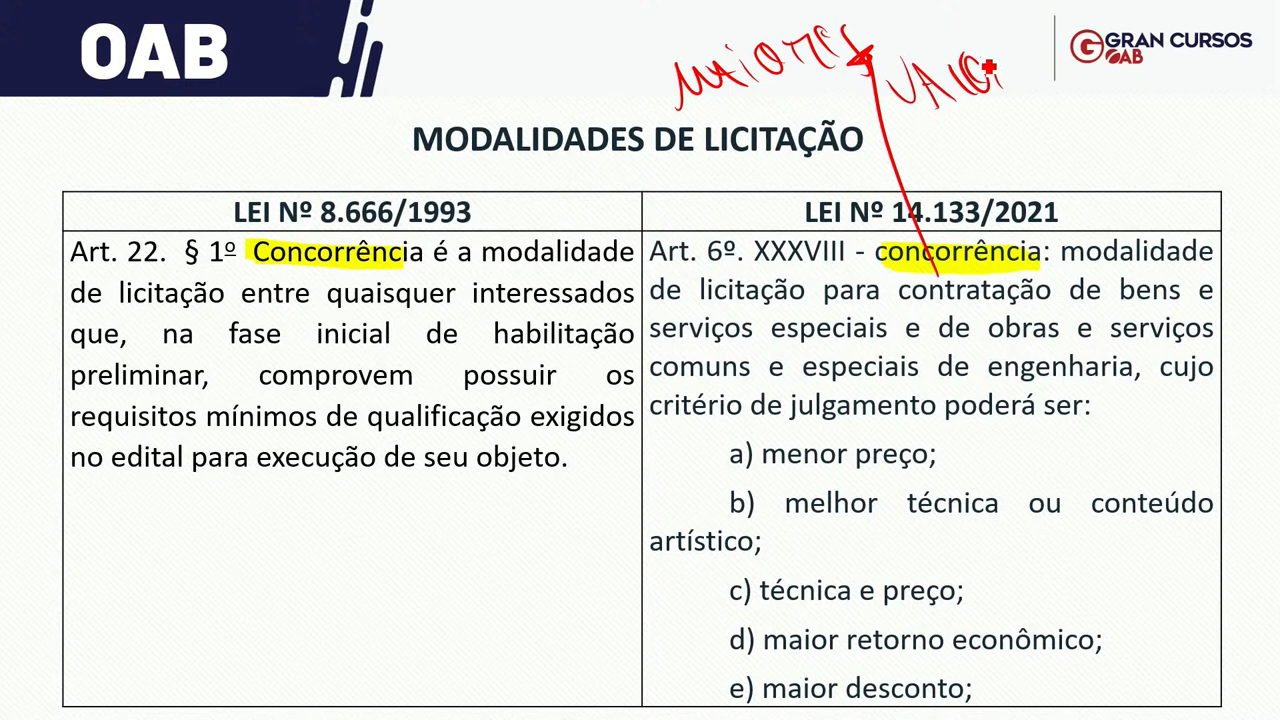 OAB
MAIORES VALO
GRAN CURSOS
OAB
MODALIDADES DE LICITAÇÃO
LEI Nº 8.666/1993
Art. 22. § 1º Concorrência é a modalidade
de licitação entre quaisquer interessados
que, na fase inicial de habilitação
preliminar, comprovem possuir os
requisitos mínimos de qualificação exigidos
no edital para execução de seu objeto.
LEI Nº 14.133/2021
Art. 6º. XXXVIII - concorrência: modalidade
de licitação para contratação de bens e
serviços especiais e de obras e serviços
comuns e especiais de engenharia, cujo
critério de julgamento poderá ser:
a) menor preço;
b) melhor técnica ou conteúdo
artístico;
c) técnica e preço;
d) maior retorno econômico;
e) maior desconto;